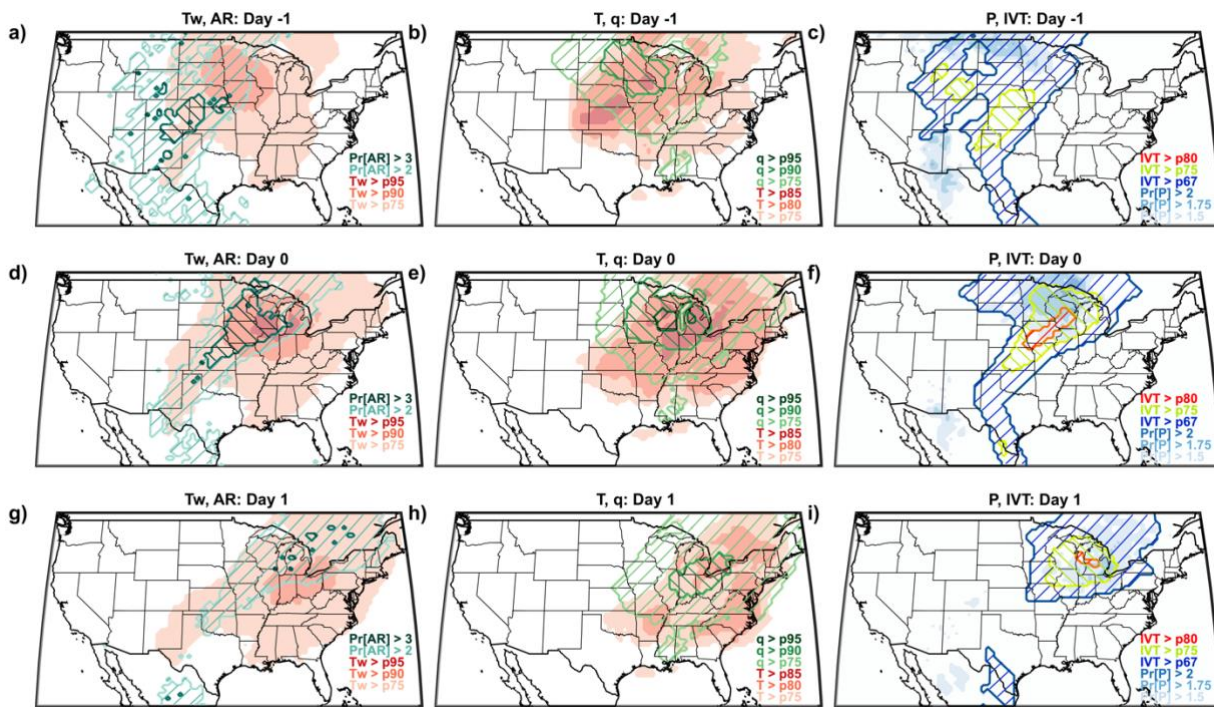 a) Tw, AR: Day -1
Pr[AR] > 3
Pr[AR] > 2
Tw > p95
Tw > p90
Tw > p75
b) T, q: Day -1
q > p95
q > p90
q > p75
T > p85
T > p80
T > p75
c) P, IVT: Day -1
IVT > p80
IVT > p75
IVT > p67
Pr[P] > 2
Pr[P] > 1.75
Pr[P] > 1.5
d) Tw, AR: Day 0
Pr[AR] > 3
Pr[AR] > 2
Tw > p95
Tw > p90
Tw > p75
e) T, q: Day 0
q > p95
q > p90
q > p75
T > p85
T > p80
T > p75
f) P, IVT: Day 0
IVT > p80
IVT > p75
IVT > p67
Pr[P] > 2
Pr[P] > 1.75
Pr[P] > 1.5
g) Tw, AR: Day 1
Pr[AR] > 3
Pr[AR] > 2
Tw > p95
Tw > p90
Tw > p75
h) T, q: Day 1
q > p95
q > p90
q > p75
T > p85
T > p80
T > p75
i) P, IVT: Day 1
IVT > p80
IVT > p75
IVT > p67
Pr[P] > 2
Pr[P] > 1.75
Pr[P] > 1.5